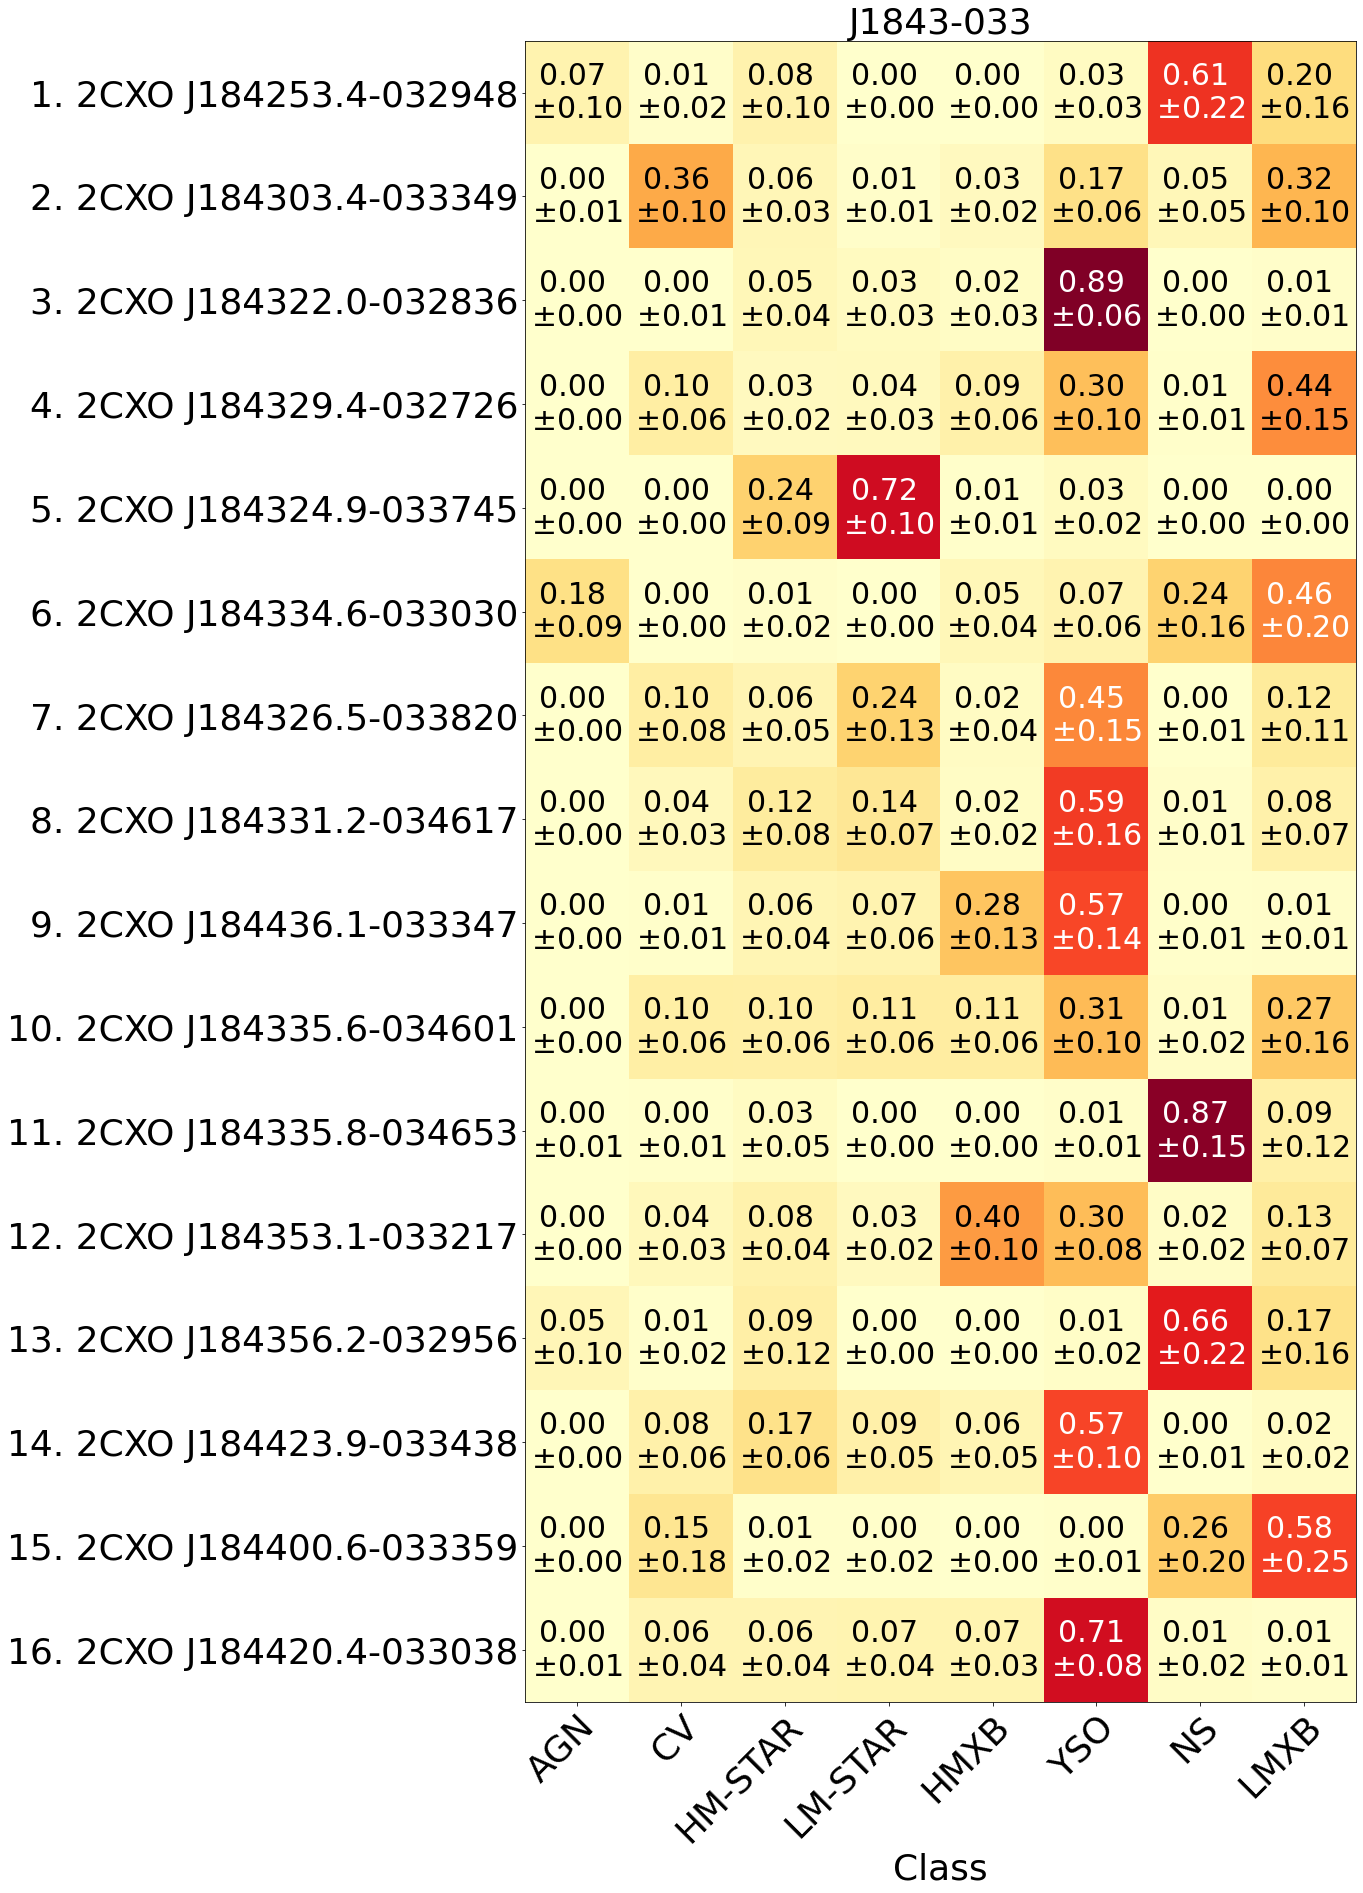 J1843-033
1. 2CXO J184253.4-032948 0.07 0.01 0.08 0.00 0.00 0.03 0.61 0.20
±0.10 ±0.02 ±0.10 ±0.00 ±0.00 ±0.03 ±0.22 ±0.16
2. 2CXO J184303.4-033349 0.00 0.36 0.06 0.01 0.03 0.17 0.05 0.32
±0.01 ±0.10 ±0.03 ±0.01 ±0.02 ±0.06 ±0.05 ±0.10
3. 2CXO J184322.0-032836 0.00 0.00 0.05 0.03 0.02 0.89 0.00 0.01
±0.00 ±0.01 ±0.04 ±0.03 ±0.03 ±0.06 ±0.00 ±0.01
4. 2CXO J184329.4-032726 0.00 0.10 0.03 0.04 0.09 0.30 0.01 0.44
±0.00 ±0.06 ±0.02 ±0.03 ±0.06 ±0.10 ±0.01 ±0.15
5. 2CXO J184324.9-033745 0.00 0.00 0.24 0.72 0.01 0.03 0.00 0.00
±0.00 ±0.00 ±0.09 ±0.10 ±0.01 ±0.02 ±0.00 ±0.00
6. 2CXO J184334.6-033030 0.18 0.00 0.01 0.00 0.05 0.07 0.24 0.46
±0.09 ±0.00 ±0.02 ±0.00 ±0.04 ±0.06 ±0.16 ±0.20
7. 2CXO J184326.5-033820 0.00 0.10 0.06 0.24 0.02 0.45 0.00 0.12
±0.00 ±0.08 ±0.05 ±0.13 ±0.04 ±0.15 ±0.01 ±0.11
8. 2CXO J184331.2-034617 0.00 0.04 0.12 0.14 0.02 0.59 0.01 0.08
±0.00 ±0.03 ±0.08 ±0.07 ±0.02 ±0.16 ±0.01 ±0.07
9. 2CXO J184436.1-033347 0.00 0.01 0.06 0.07 0.28 0.57 0.00 0.01
±0.00 ±0.01 ±0.04 ±0.06 ±0.13 ±0.14 ±0.01 ±0.01
10. 2CXO J184335.6-034601 0.00 0.10 0.10 0.11 0.11 0.31 0.01 0.27
±0.00 ±0.06 ±0.06 ±0.06 ±0.06 ±0.10 ±0.02 ±0.16
11. 2CXO J184335.8-034653 0.00 0.00 0.03 0.00 0.00 0.01 0.87 0.09
±0.01 ±0.01 ±0.05 ±0.00 ±0.00 ±0.01 ±0.15 ±0.12
12. 2CXO J184353.1-033217 0.00 0.04 0.08 0.03 0.40 0.30 0.02 0.13
±0.00 ±0.03 ±0.04 ±0.02 ±0.10 ±0.08 ±0.02 ±0.07
13. 2CXO J184356.2-032956 0.05 0.01 0.09 0.00 0.00 0.01 0.66 0.17
±0.10 ±0.02 ±0.12 ±0.00 ±0.00 ±0.02 ±0.22 ±0.16
14. 2CXO J184423.9-033438 0.00 0.08 0.17 0.09 0.06 0.57 0.00 0.02
±0.00 ±0.06 ±0.06 ±0.05 ±0.05 ±0.10 ±0.01 ±0.02
15. 2CXO J184400.6-033359 0.00 0.15 0.01 0.00 0.00 0.00 0.26 0.58
±0.00 ±0.18 ±0.02 ±0.02 ±0.00 ±0.01 ±0.20 ±0.25
16. 2CXO J184420.4-033038 0.00 0.06 0.06 0.07 0.07 0.71 0.01 0.01
±0.01 ±0.04 ±0.04 ±0.04 ±0.03 ±0.08 ±0.02 ±0.01
AGN CV HM-STAR LM-STAR HMXB YSO NS LMXB
Class